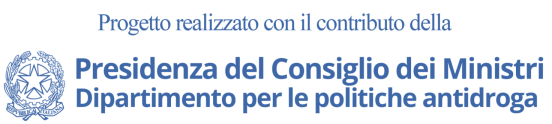 Progetto realizzato con il contributo della
Presidenza del Consiglio dei Ministri
Dipartimento per le politiche antidroga